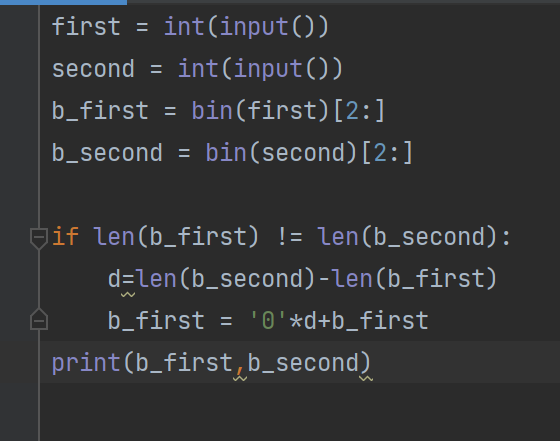 first = int(input())
second = int(input())
b_first = bin(first)[2:]
b_second = bin(second)[2:]
if len(b_first) != len(b_second):
d=len(b_second)-len(b_first)
b_first = '0'*d+b_first
print(b_first,b_second)